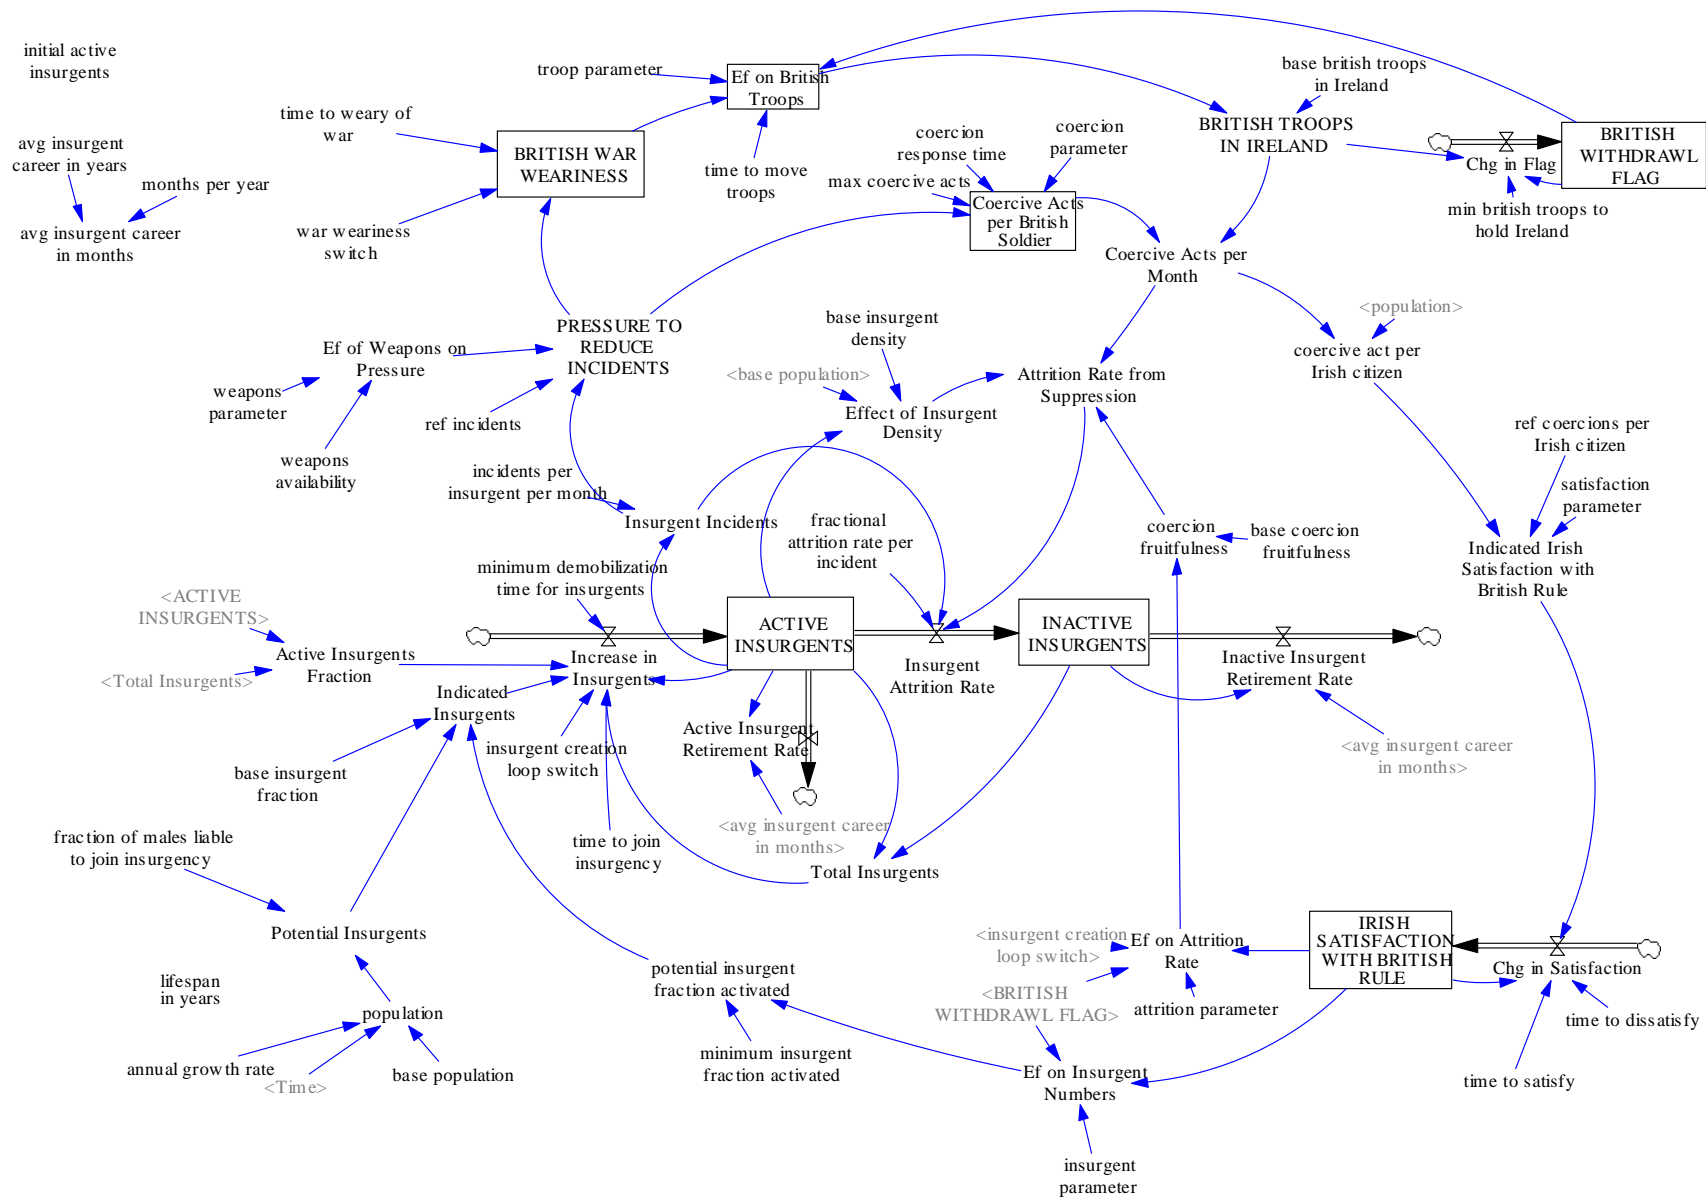 initial active
insurgents
troop parameter
Ef on British
Troops
base british troops
in Ireland
time to weary of
war
BRITISH WAR
WEARINESS
time to move
troops
coercion
response time
coercion
parameter
max coercive acts
Coercive Acts
per British
Soldier
BRITISH TROOPS
IN IRELAND
Chg in Flag
BRITISH
WITHDRAWL
FLAG
min british troops to
hold Ireland
avg insurgent
career in years
months per year
avg insurgent career
in months
war weariness
switch
Coercive Acts per
Month
<population>
coercive act per
Irish citizen
PRESSURE TO
REDUCE
INCIDENTS
Ef of Weapons on
Pressure
weapons
parameter
ref incidents
weapons
availability
base insurgent
density
<base population>
Effect of Insurgent
Density
Attrition Rate from
Suppression
ref coercions per
Irish citizen
satisfaction
parameter
incidents per
insurgent per month
Insurgent Incidents
fractional
attrition rate per
incident
coercion
fruitfulness
base coercion
fruitfulness
Indicated Irish
Satisfaction with
British Rule
minimum demobilization
time for insurgents
<ACTIVE
INSURGENTS>
Active Insurgents
Fraction
<Total Insurgents>
Increase in
Insurgents
ACTIVE
INSURGENTS
Insurgent
Attrition Rate
INACTIVE
INSURGENTS
Inactive Insurgent
Retirement Rate
Indicated
Insurgents
insurgent creation
loop switch
Active Insurgent
Retirement Rate
<avg insurgent career
in months>
base insurgent
fraction
<avg insurgent career
in months>
time to join
insurgency
Total Insurgents
fraction of males liable
to join insurgency
Potential Insurgents
lifespan
in years
population
annual growth rate
<Time>
base population
potential insurgent
fraction activated
minimum insurgent
fraction activated
<insurgent creation
loop switch>
<BRITISH
WITHDRAWL FLAG>
Ef on Attrition
Rate
attrition parameter
IRISH
SATISFACTION
WITH BRITISH
RULE
Chg in Satisfaction
time to dissatisfy
time to satisfy
Ef on Insurgent
Numbers
insurgent
parameter